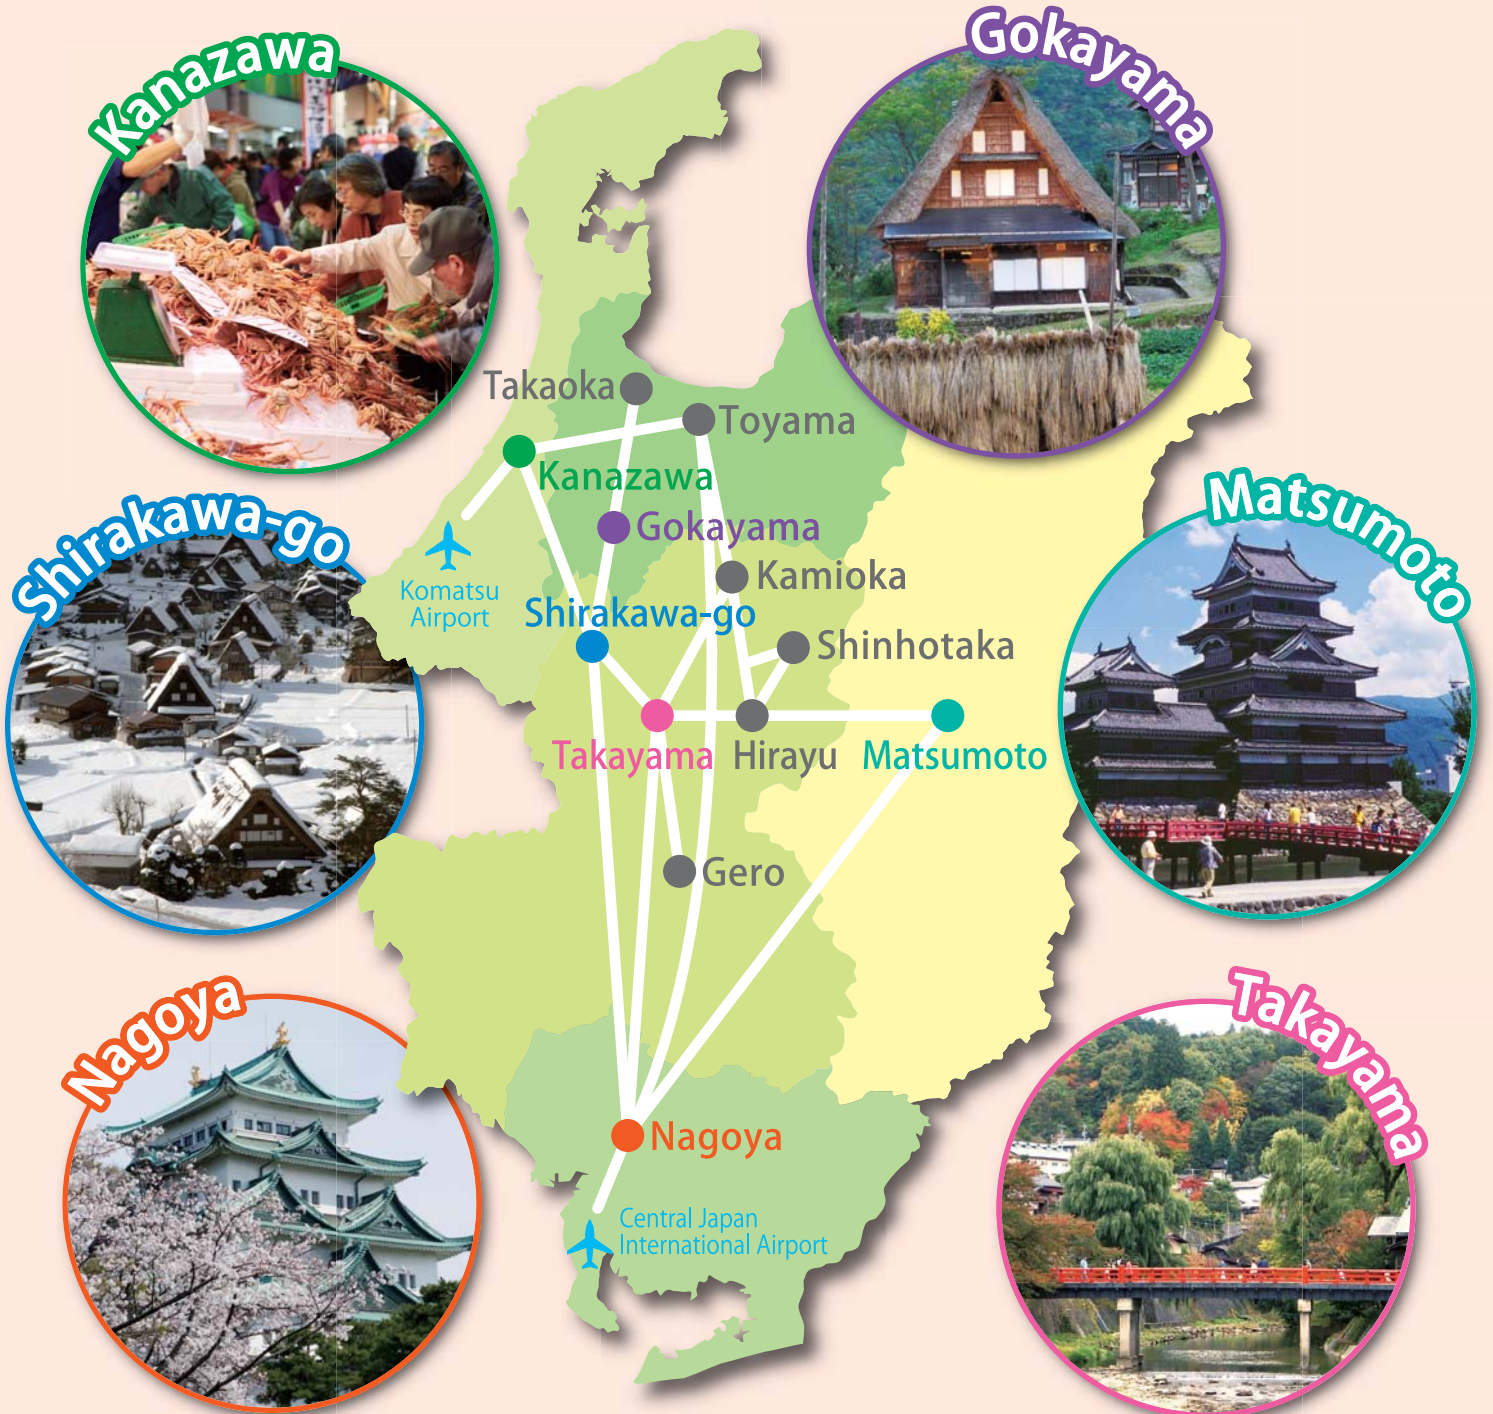 Kanazawa
Gokayama
Takaoka
Toyama
Kanazawa
Gokayama
Matsumoto
Shirakawa-go
Komatsu
Airport
Kamioka
Shirakawa-go
Shinhotaka
Takayama
Hirayu
Matsumoto
Gero
Nagoya
Takayama
Nagoya
Central Japan
International Airport